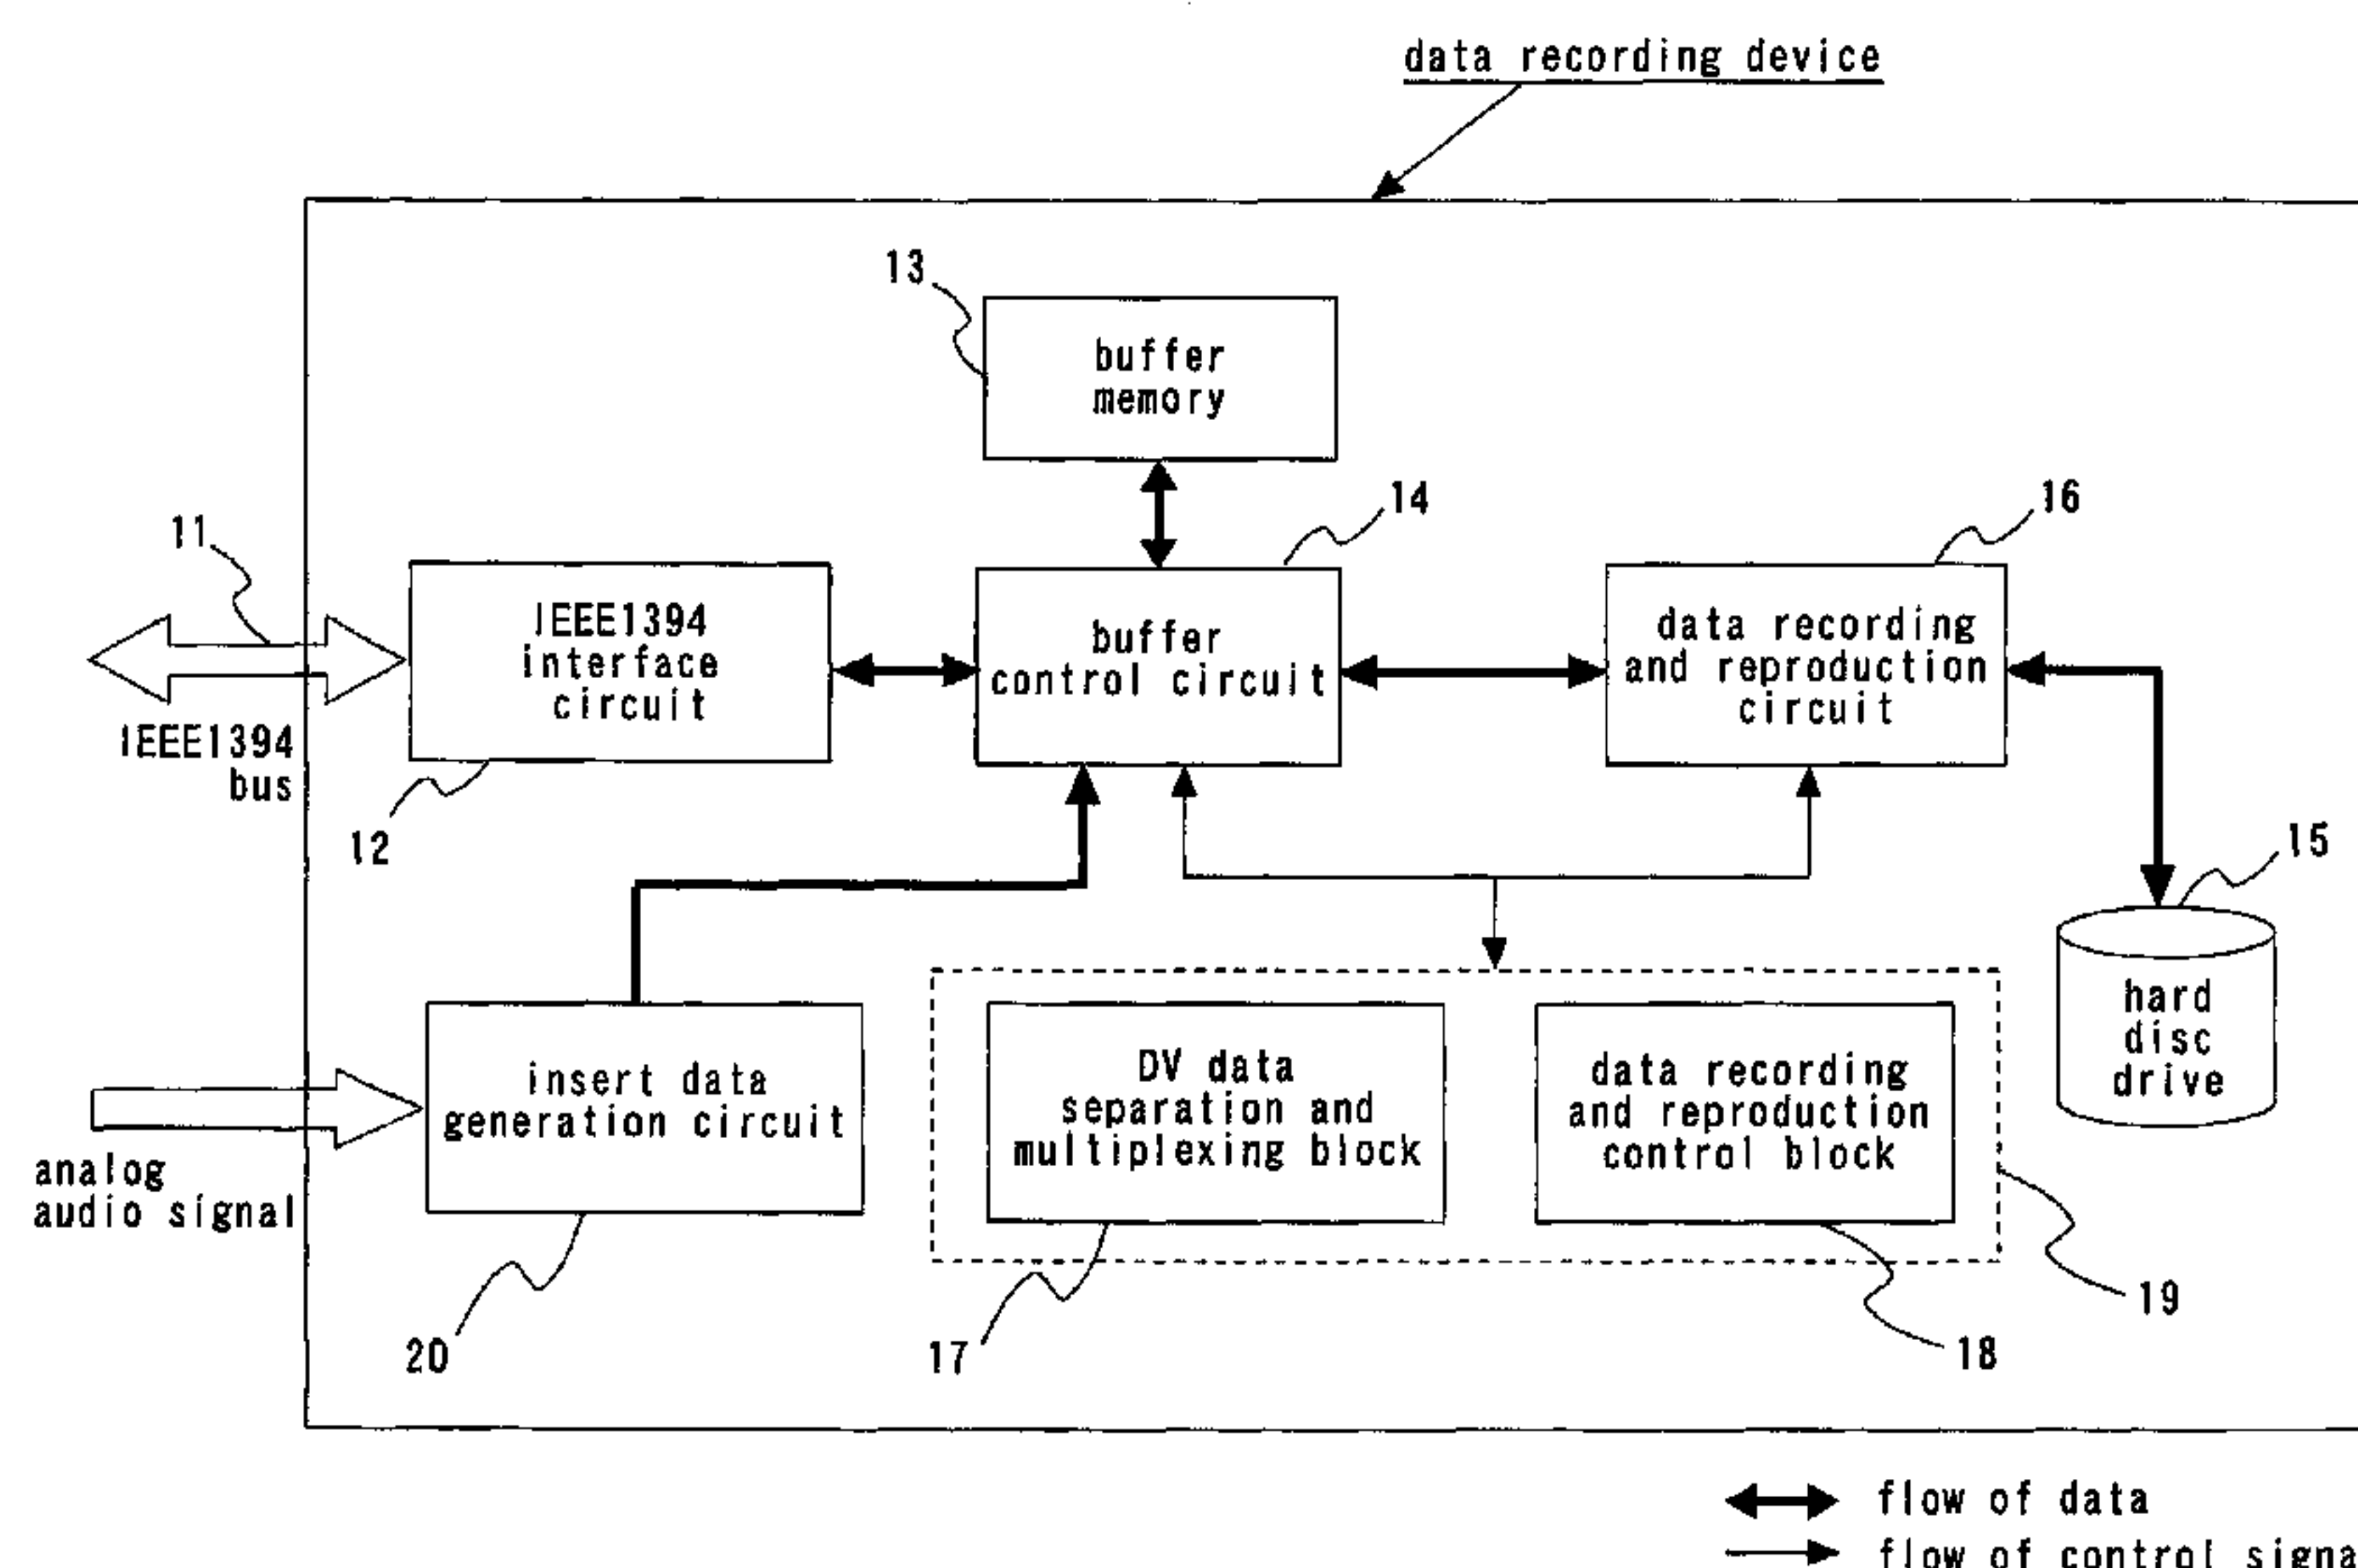 data recording device
13
buffer
memory
14
16
11
IEEE1394
interface
circuit
buffer
control circuit
data recording
and reproduction
circuit
IEEE1394
bus
12
15
hard
disc
drive
insert data
generation circuit
DV data
separation and
multiplexing block
data recording
and reproduction
control block
analog
audio signal
19
20
17
18
flow of data
flow of control